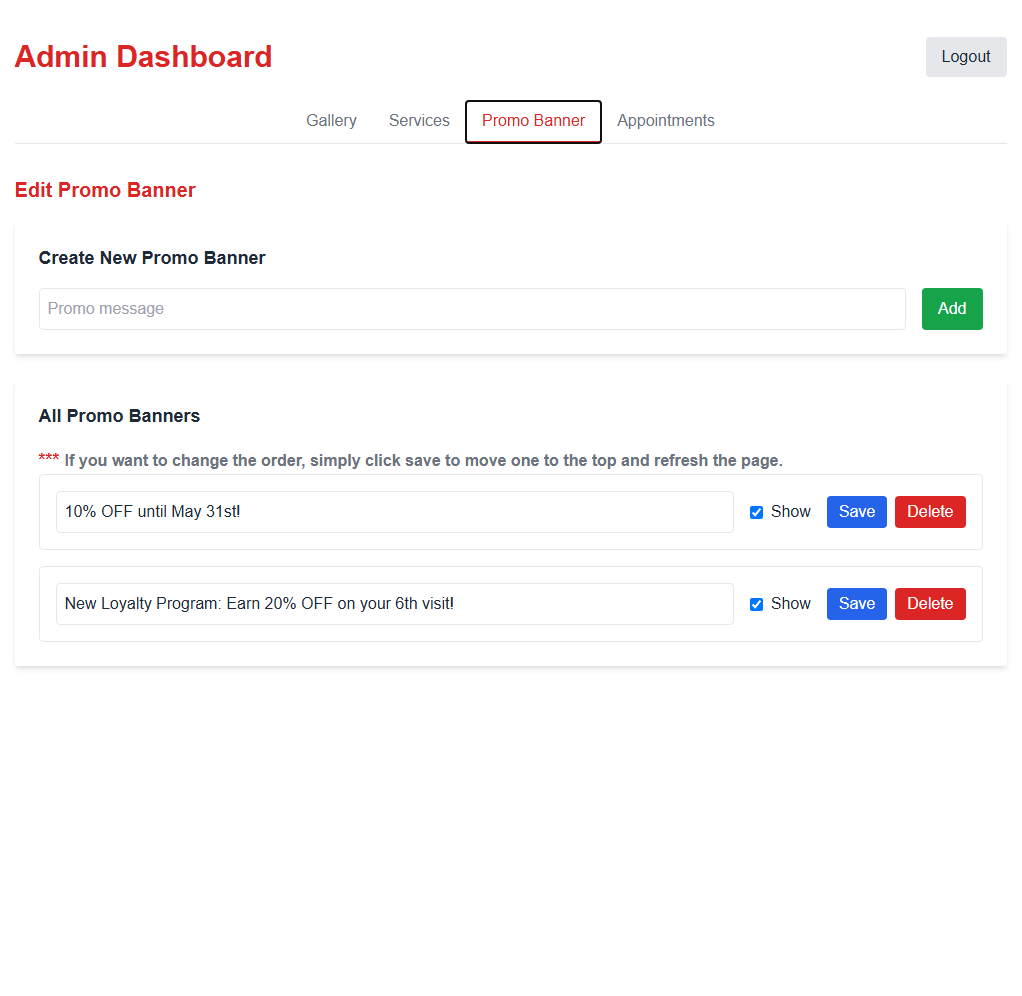 Admin Dashboard
Logout
Gallery Services Promo Banner Appointments
Edit Promo Banner
Create New Promo Banner
Promo message
Add
All Promo Banners
*** If you want to change the order, simply click save to move one to the top and refresh the page.
10% OFF until May 31st! Show Save Delete
New Loyalty Program: Earn 20% OFF on your 6th visit! Show Save Delete